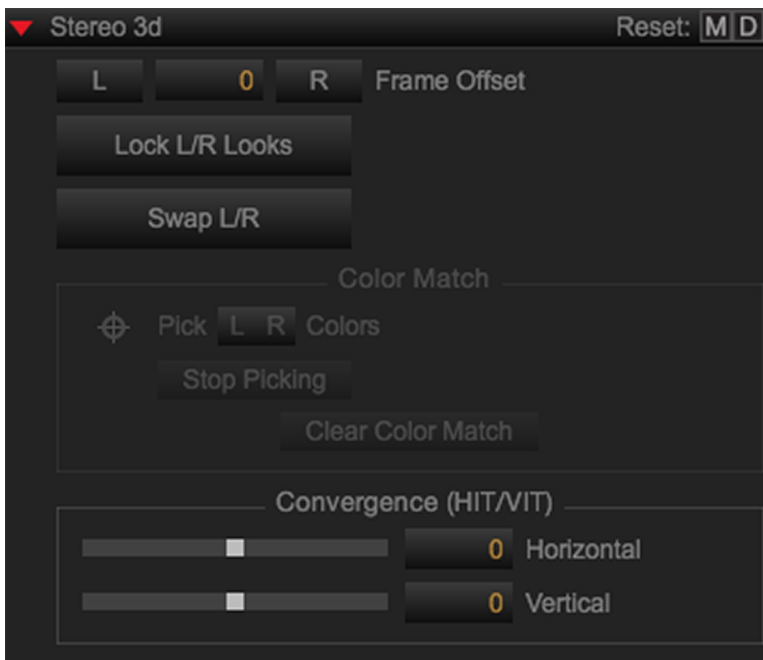 Stereo 3d Reset: M D
L 0 R Frame Offset
Lock L/R Looks
Swap L/R
Color Match
Pick L R Colors
Stop Picking
Clear Color Match
Convergence (HIT/VIT)
0 Horizontal
0 Vertical